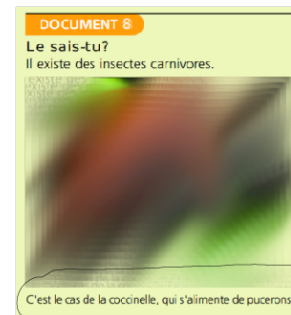 DOCUMENT 8
Le sais-tu?
Il existe des insectes carnivores.
C'est le cas de la coccinelle, qui s'alimente de pucerons